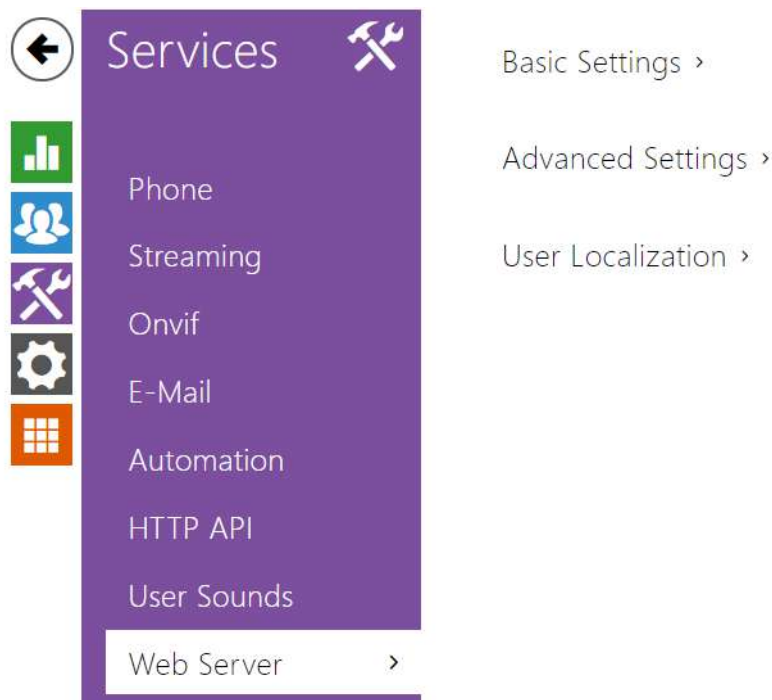 Services
Phone
Streaming
Onvif
E-Mail
Automation
HTTP API
User Sounds
Web Server ›
Basic Settings ›
Advanced Settings ›
User Localization ›